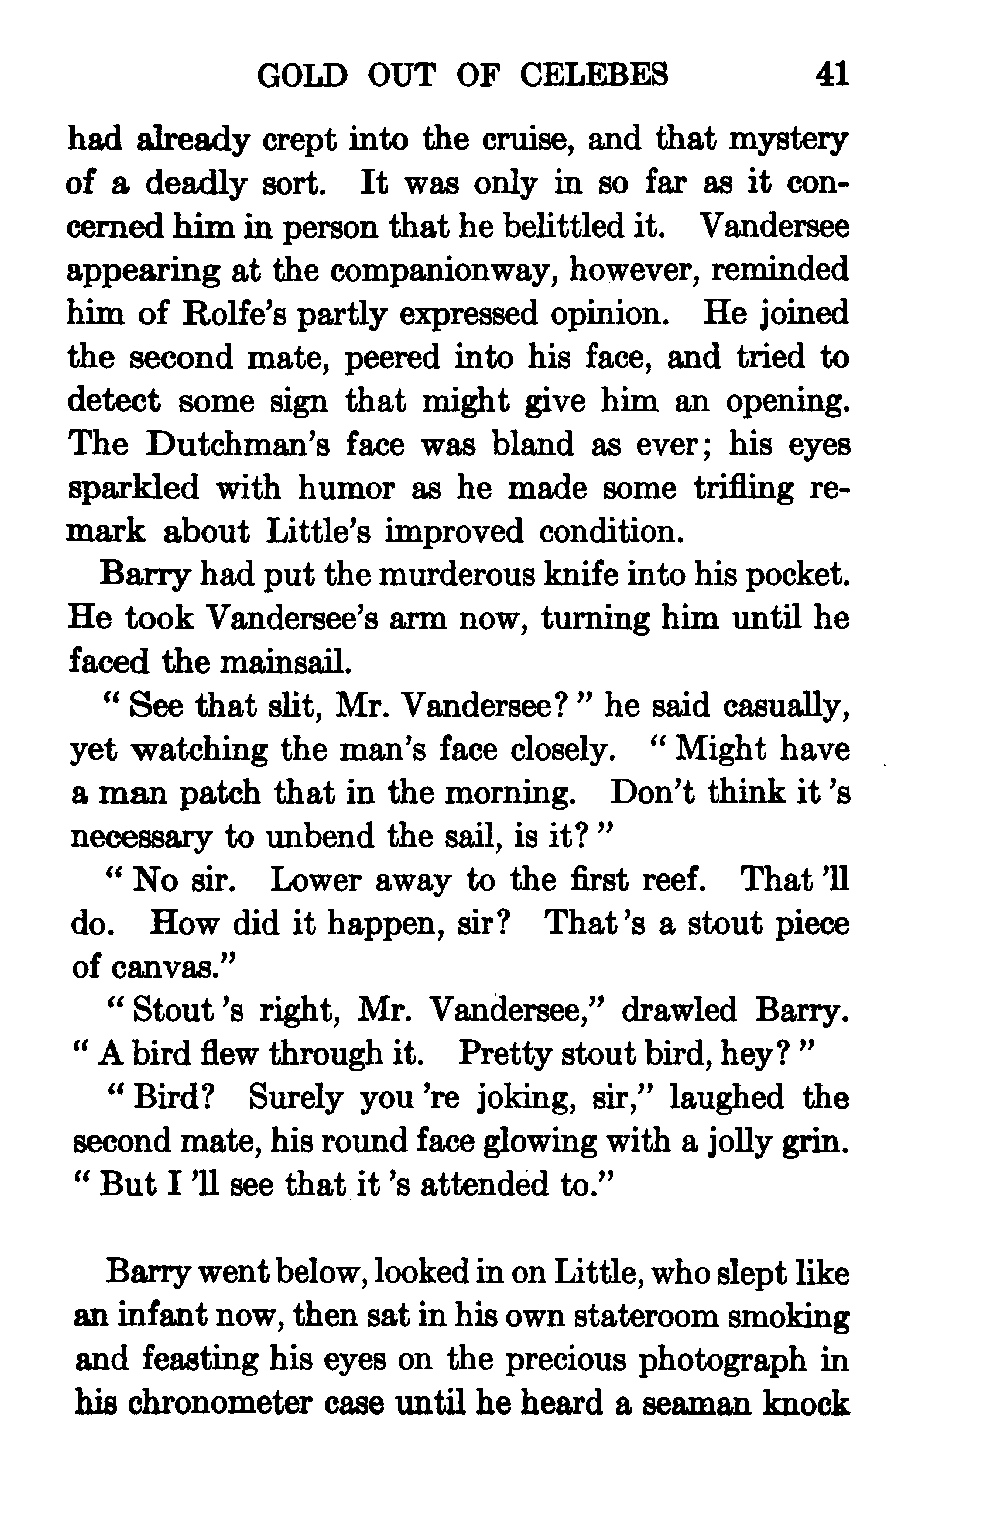 GOLD OUT OF CELEBES 41
had already crept into the cruise, and that mystery
of a deadly sort. It was only in so far as it con-
cerned him in person that he belittled it. Vandersee
appearing at the companionway, however, reminded
him of Rolfe's partly expressed opinion. He joined
the second mate, peered into his face, and tried to
detect some sign that might give him an opening.
The Dutchman's face was bland as ever; his eyes
sparkled with humor as he made some trifling re-
mark about Little's improved condition.
Barry had put the murderous knife into his pocket.
He took Vandersee's arm now, turning him until he
faced the mainsail.
" See that slit, Mr. Vandersee? " he said casually,
yet watching the man's face closely. " Might have
a man patch that in the morning. Don't think it 's
necessary to unbend the sail, is it? "
" No sir. Lower away to the first reef. That 'll
do. How did it happen, sir? That 's a stout piece
of canvas."
" Stout 's right, Mr. Vandersee," drawled Barry.
" A bird flew through it. Pretty stout bird, hey? "
" Bird? Surely you 're joking, sir," laughed the
second mate, his round face glowing with a jolly grin.
" But I 'll see that it 's attended to."
Barry went below, looked in on Little, who slept like
an infant now, then sat in his own stateroom smoking
and feasting his eyes on the precious photograph in
his chronometer case until he heard a seaman knock